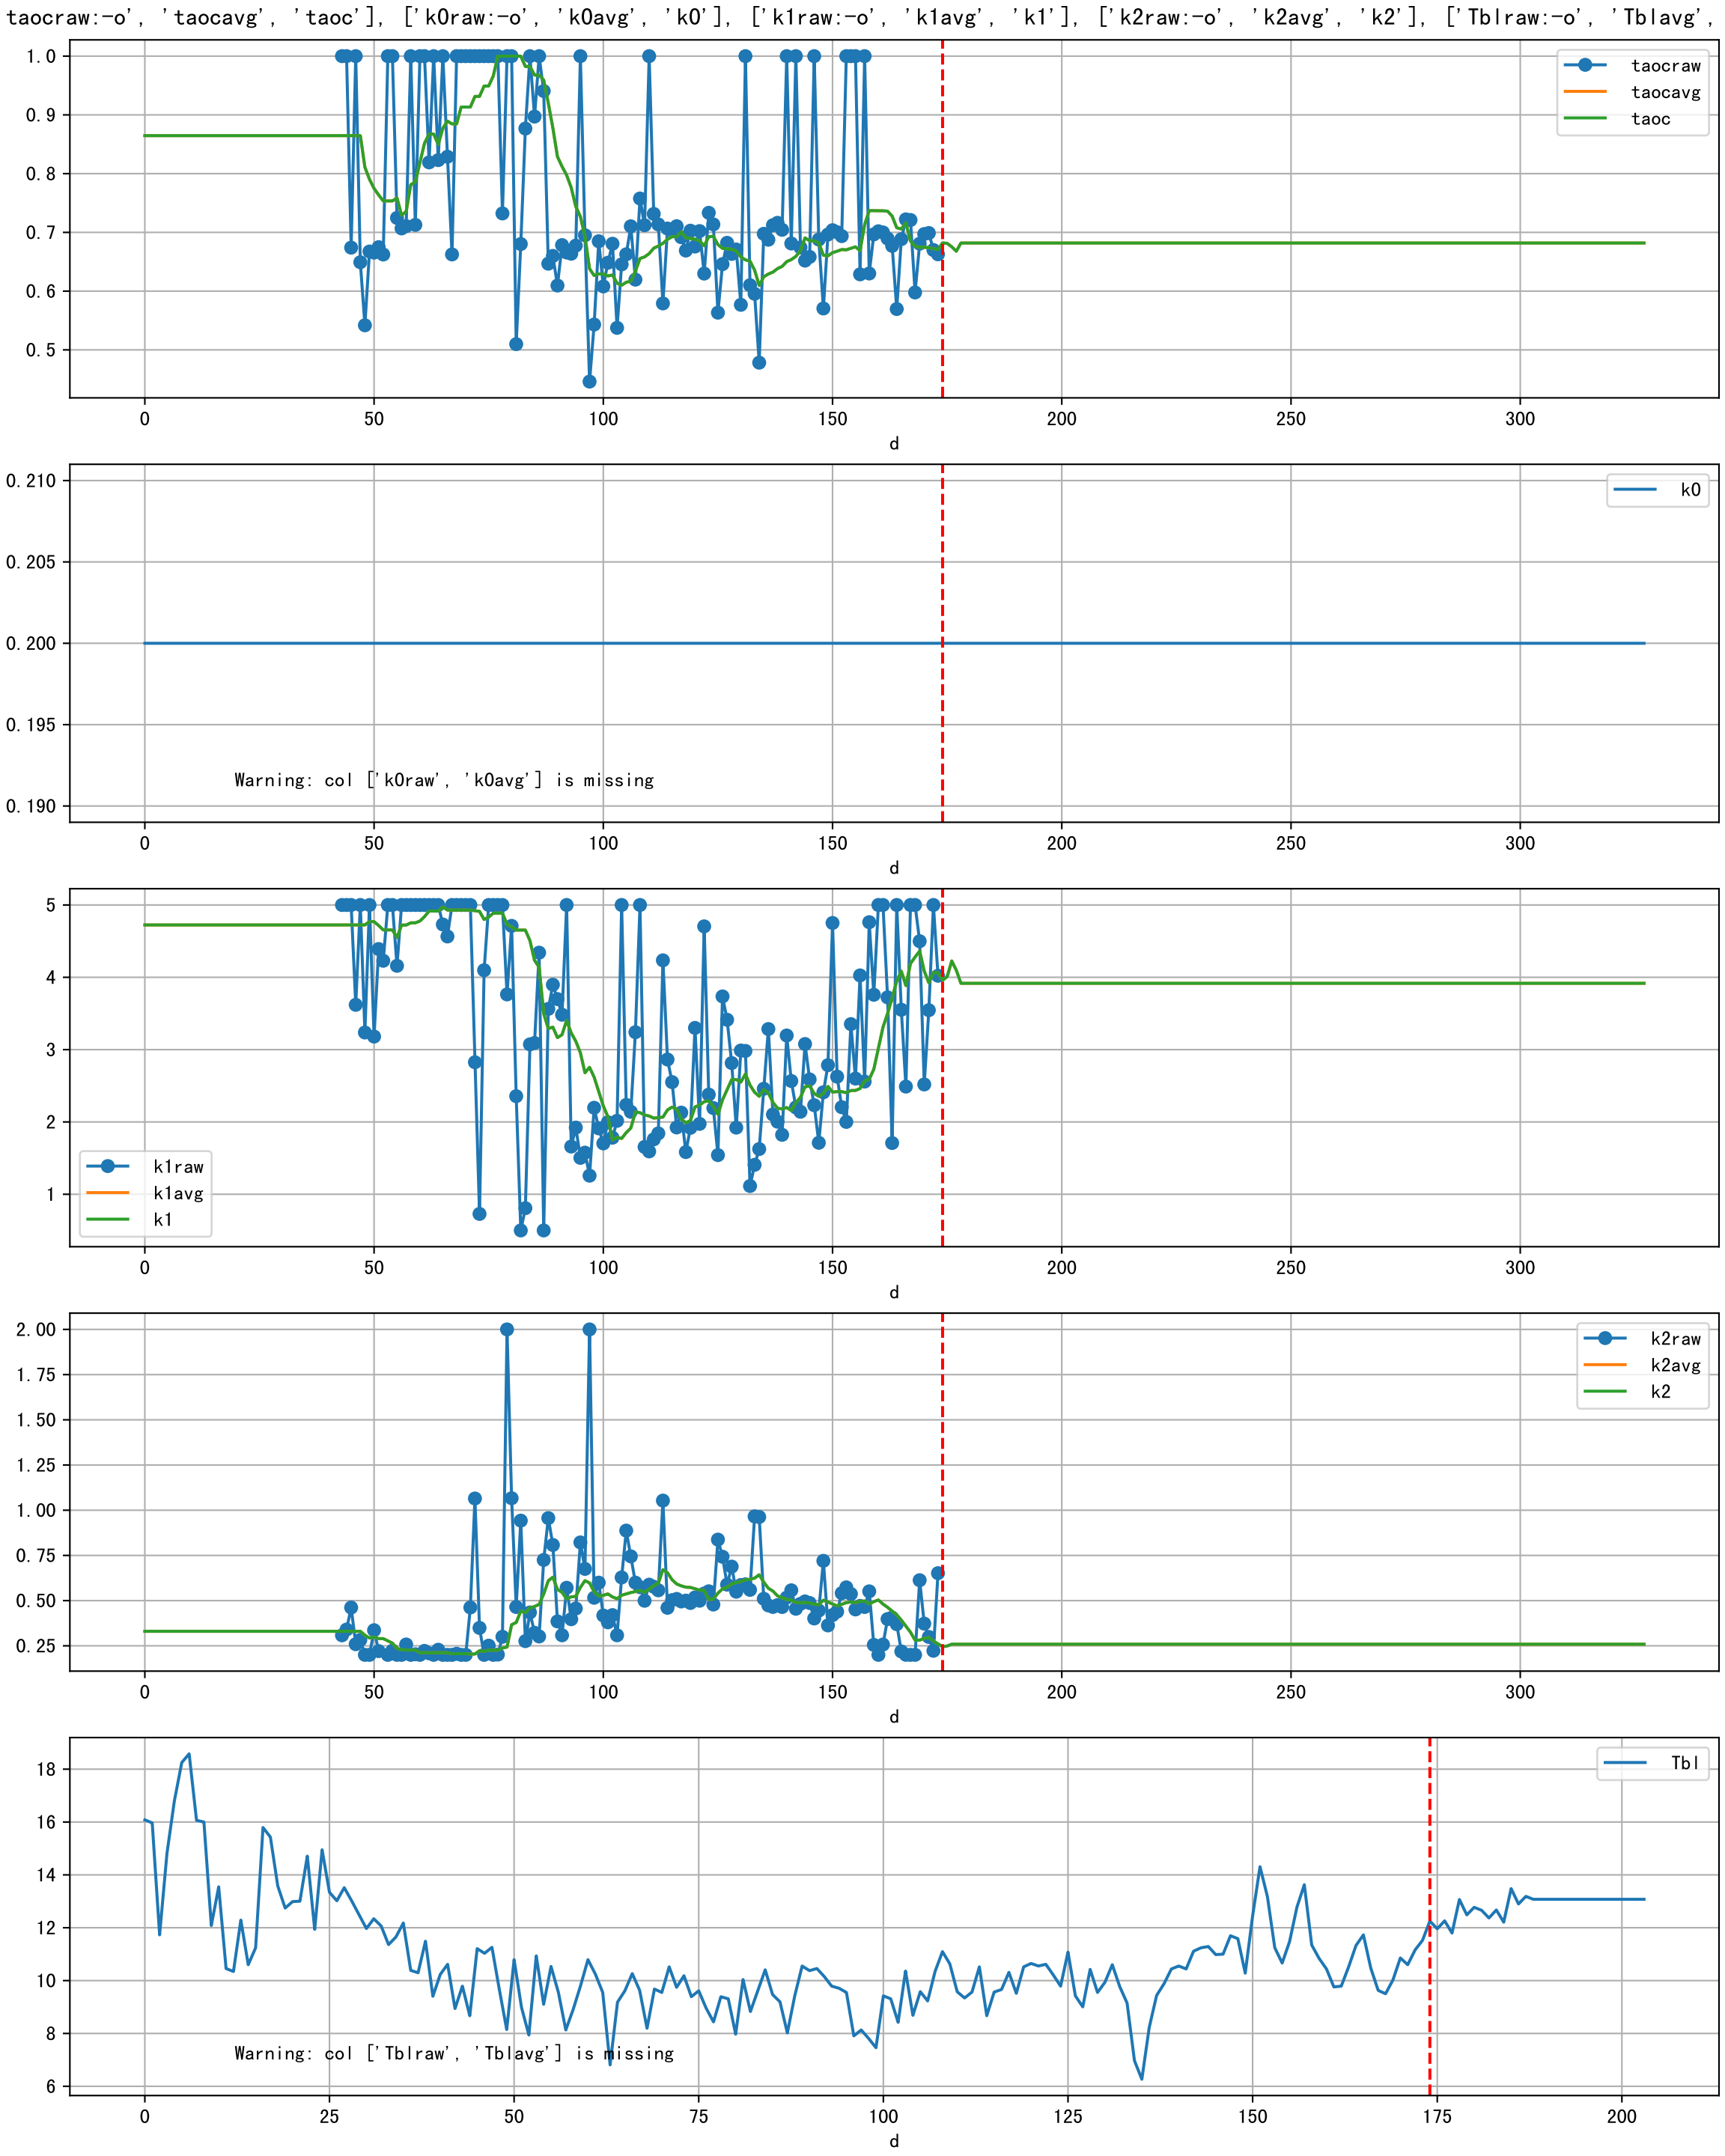 taocraw:-o', 'taocavg', 'taoc'], ['k0raw:-o', 'k0avg', 'k0'], ['k1raw:-o', 'k1avg', 'k1'], ['k2raw:-o', 'k2avg', 'k2'], ['Tblraw:-o', 'Tblavg',
1.0
0.9
0.8
0.7
0.6
0.5
taocraw
taocavg
taoc
0 50 100 150 200 250 300
d
0.210
0.205
0.200
0.195
0.190
k0
Warning: col ['k0raw', 'k0avg'] is missing
0 50 100 150 200 250 300
d
5
4
3
2
1
k1raw
k1avg
k1
0 50 100 150 200 250 300
d
2.00
1.75
1.50
1.25
1.00
0.75
0.50
0.25
k2raw
k2avg
k2
0 50 100 150 200 250 300
d
18
16
14
12
10
8
6
Tbl
Warning: col ['Tblraw', 'Tblavg'] is missing
0 25 50 75 100 125 150 175 200
d